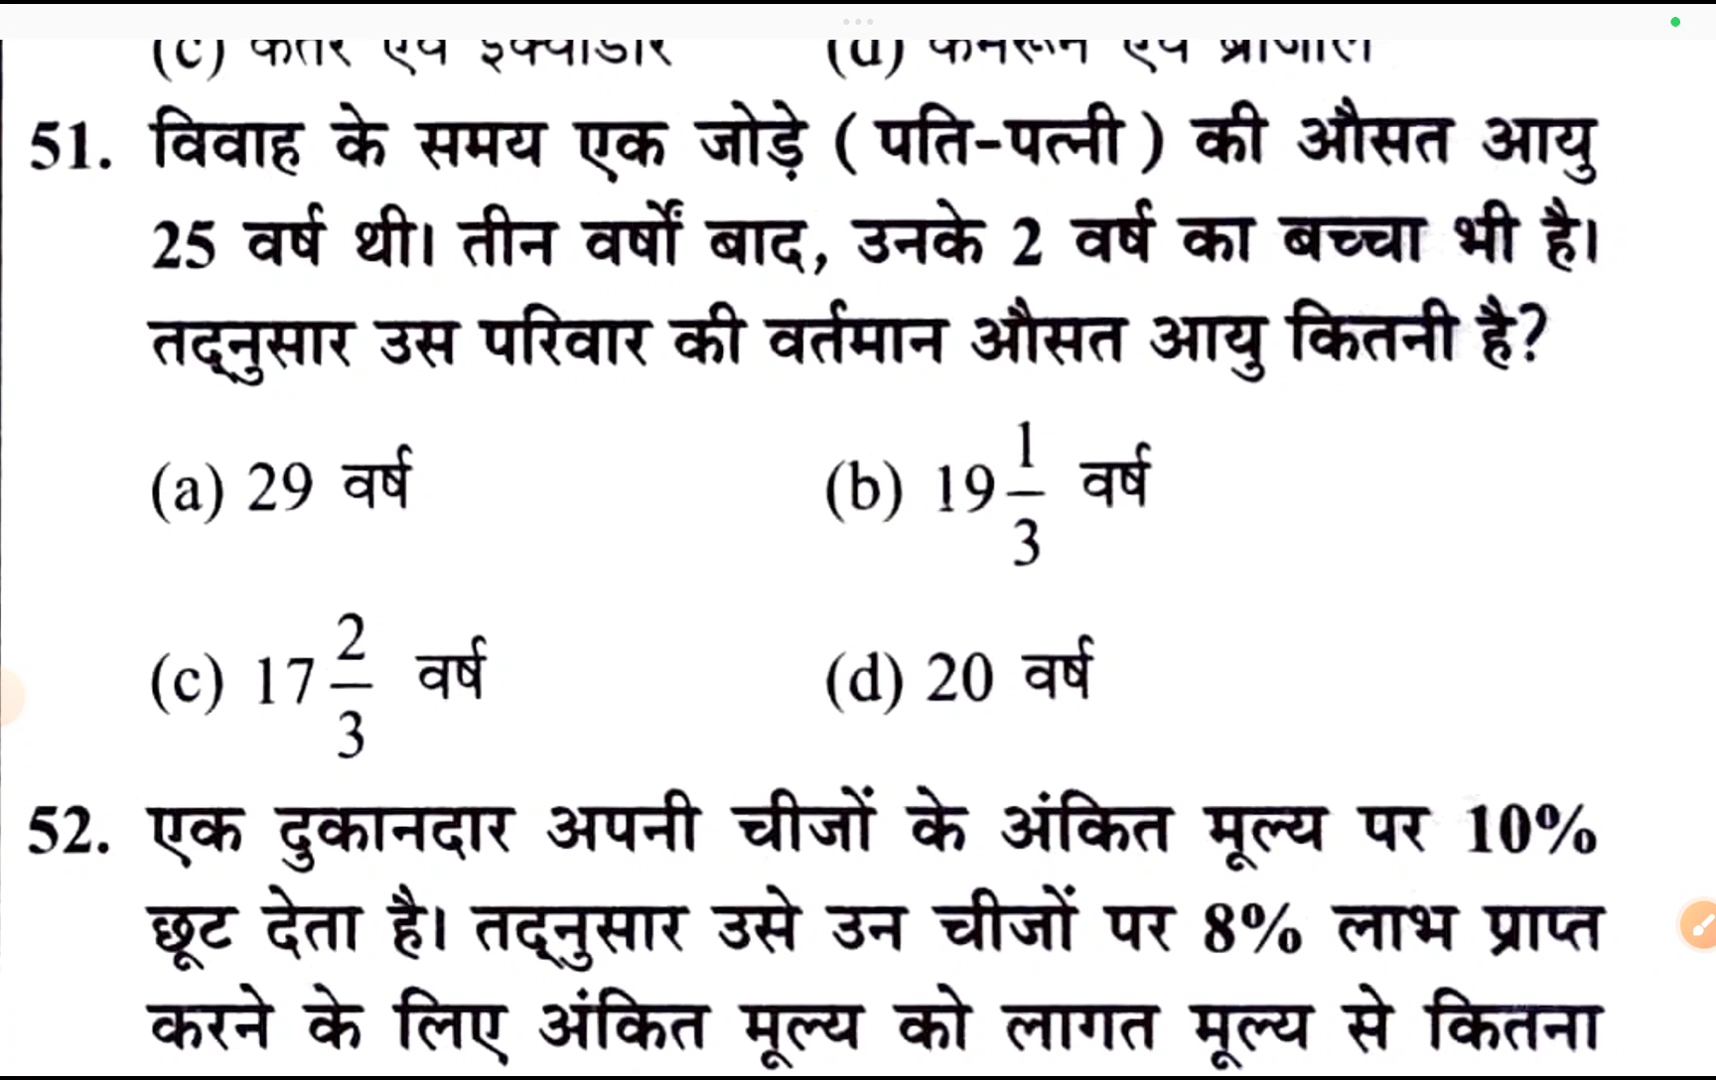 51. विवाह के समय एक जोड़े ( पति-पत्नी ) की औसत आयु
25 वर्ष थी। तीन वर्षों बाद, उनके 2 वर्ष का बच्चा भी है।
तद्नुसार उस परिवार की वर्तमान औसत आयु कितनी है?
(a) 29 वर्ष (b) 19 1/3 वर्ष
(c) 17 2/3 वर्ष (d) 20 वर्ष
52. एक दुकानदार अपनी चीजों के अंकित मूल्य पर 10%
छूट देता है। तद्नुसार उसे उन चीजों पर 8% लाभ प्राप्त
करने के लिए अंकित मूल्य को लागत मूल्य से कितना